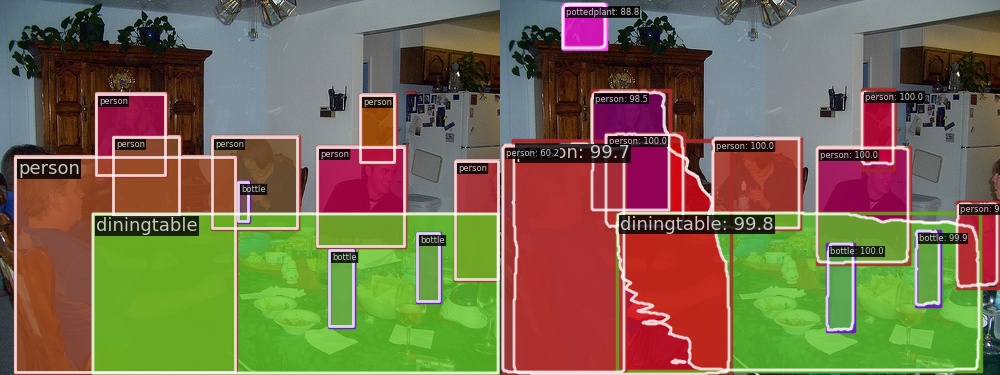 person
person
person
person
person
person
person
bottle
diningtable
bottle
bottle
pottedplant: 88.8
person: 98.5
person: 100.0
person: 100.0
person: 60.2
on: 99.7
person: 100.0
person: 100.0
person: 9
diningtable: 99.8
bottle: 99.9
bottle: 100.0